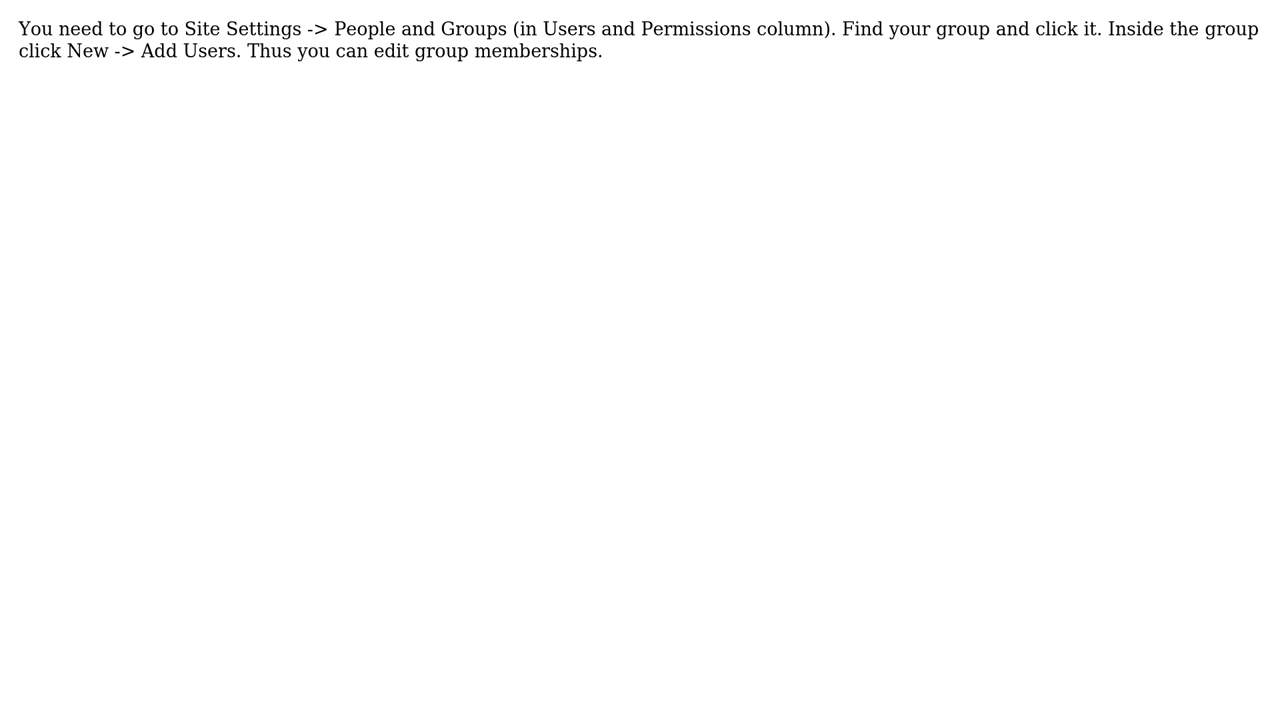 You need to go to Site Settings -> People and Groups (in Users and Permissions column). Find your group and click it. Inside the group
click New -> Add Users. Thus you can edit group memberships.